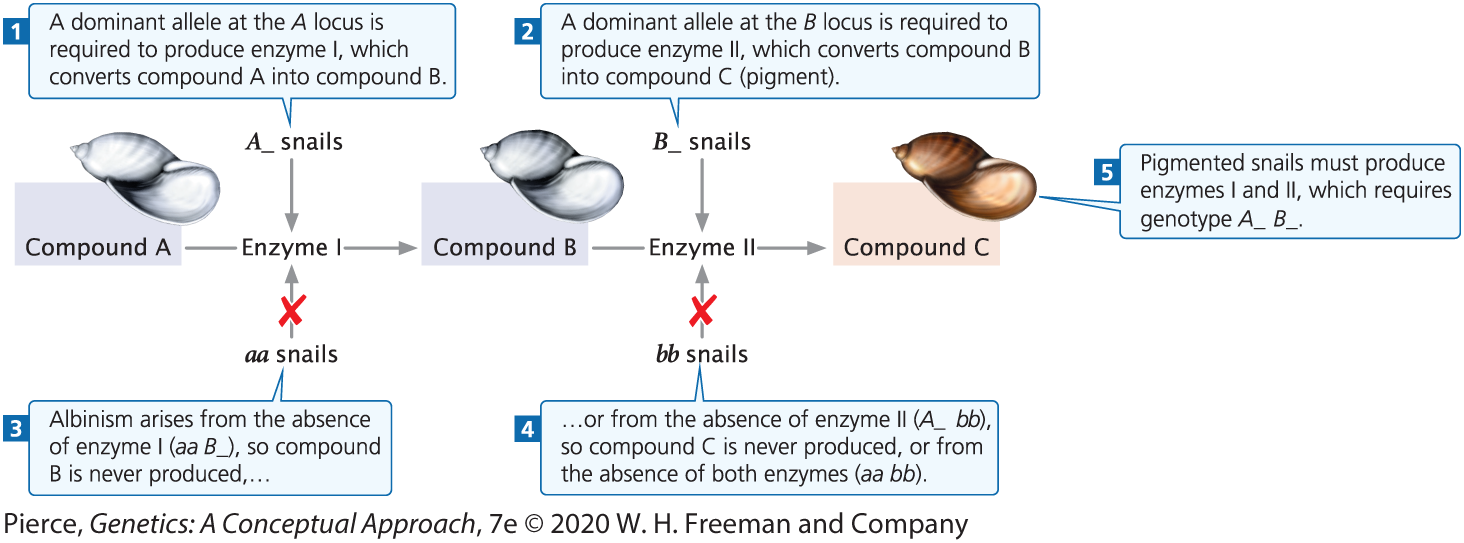 1
A dominant allele at the A locus is
required to produce enzyme I, which
converts compound A into compound B.
2
A dominant allele at the B locus is required to
produce enzyme II, which converts compound B
into compound C (pigment).
A_ snails
B_ snails
5
Pigmented snails must produce
enzymes I and II, which requires
genotype A_ B_.
Compound A
Enzyme I
Compound B
Enzyme II
Compound C
aa snails
bb snails
3
Albinism arises from the absence
of enzyme I (aa B_), so compound
B is never produced,…
4
…or from the absence of enzyme II (A_ bb),
so compound C is never produced, or from
the absence of both enzymes (aa bb).
Pierce, Genetics: A Conceptual Approach, 7e © 2020 W. H. Freeman and Company